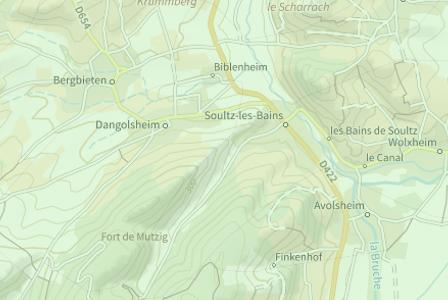 Krummberg
le Scharrach
D654
Biblenheim
Bergbieten
Soultz-les-Bains
Dangolsheim
les Bains de Soultz
Wolxheim
le Canal
D422
Avolsheim
Fort de Mutzig
Finkenhof
la Bruche